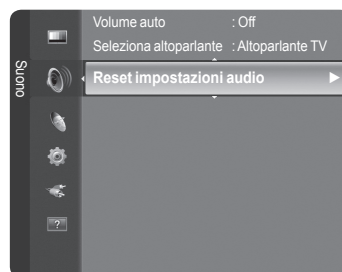 Volume auto : Off
Seleziona altoparlante : Altoparlante TV
Suono
Reset impostazioni audio ►
?